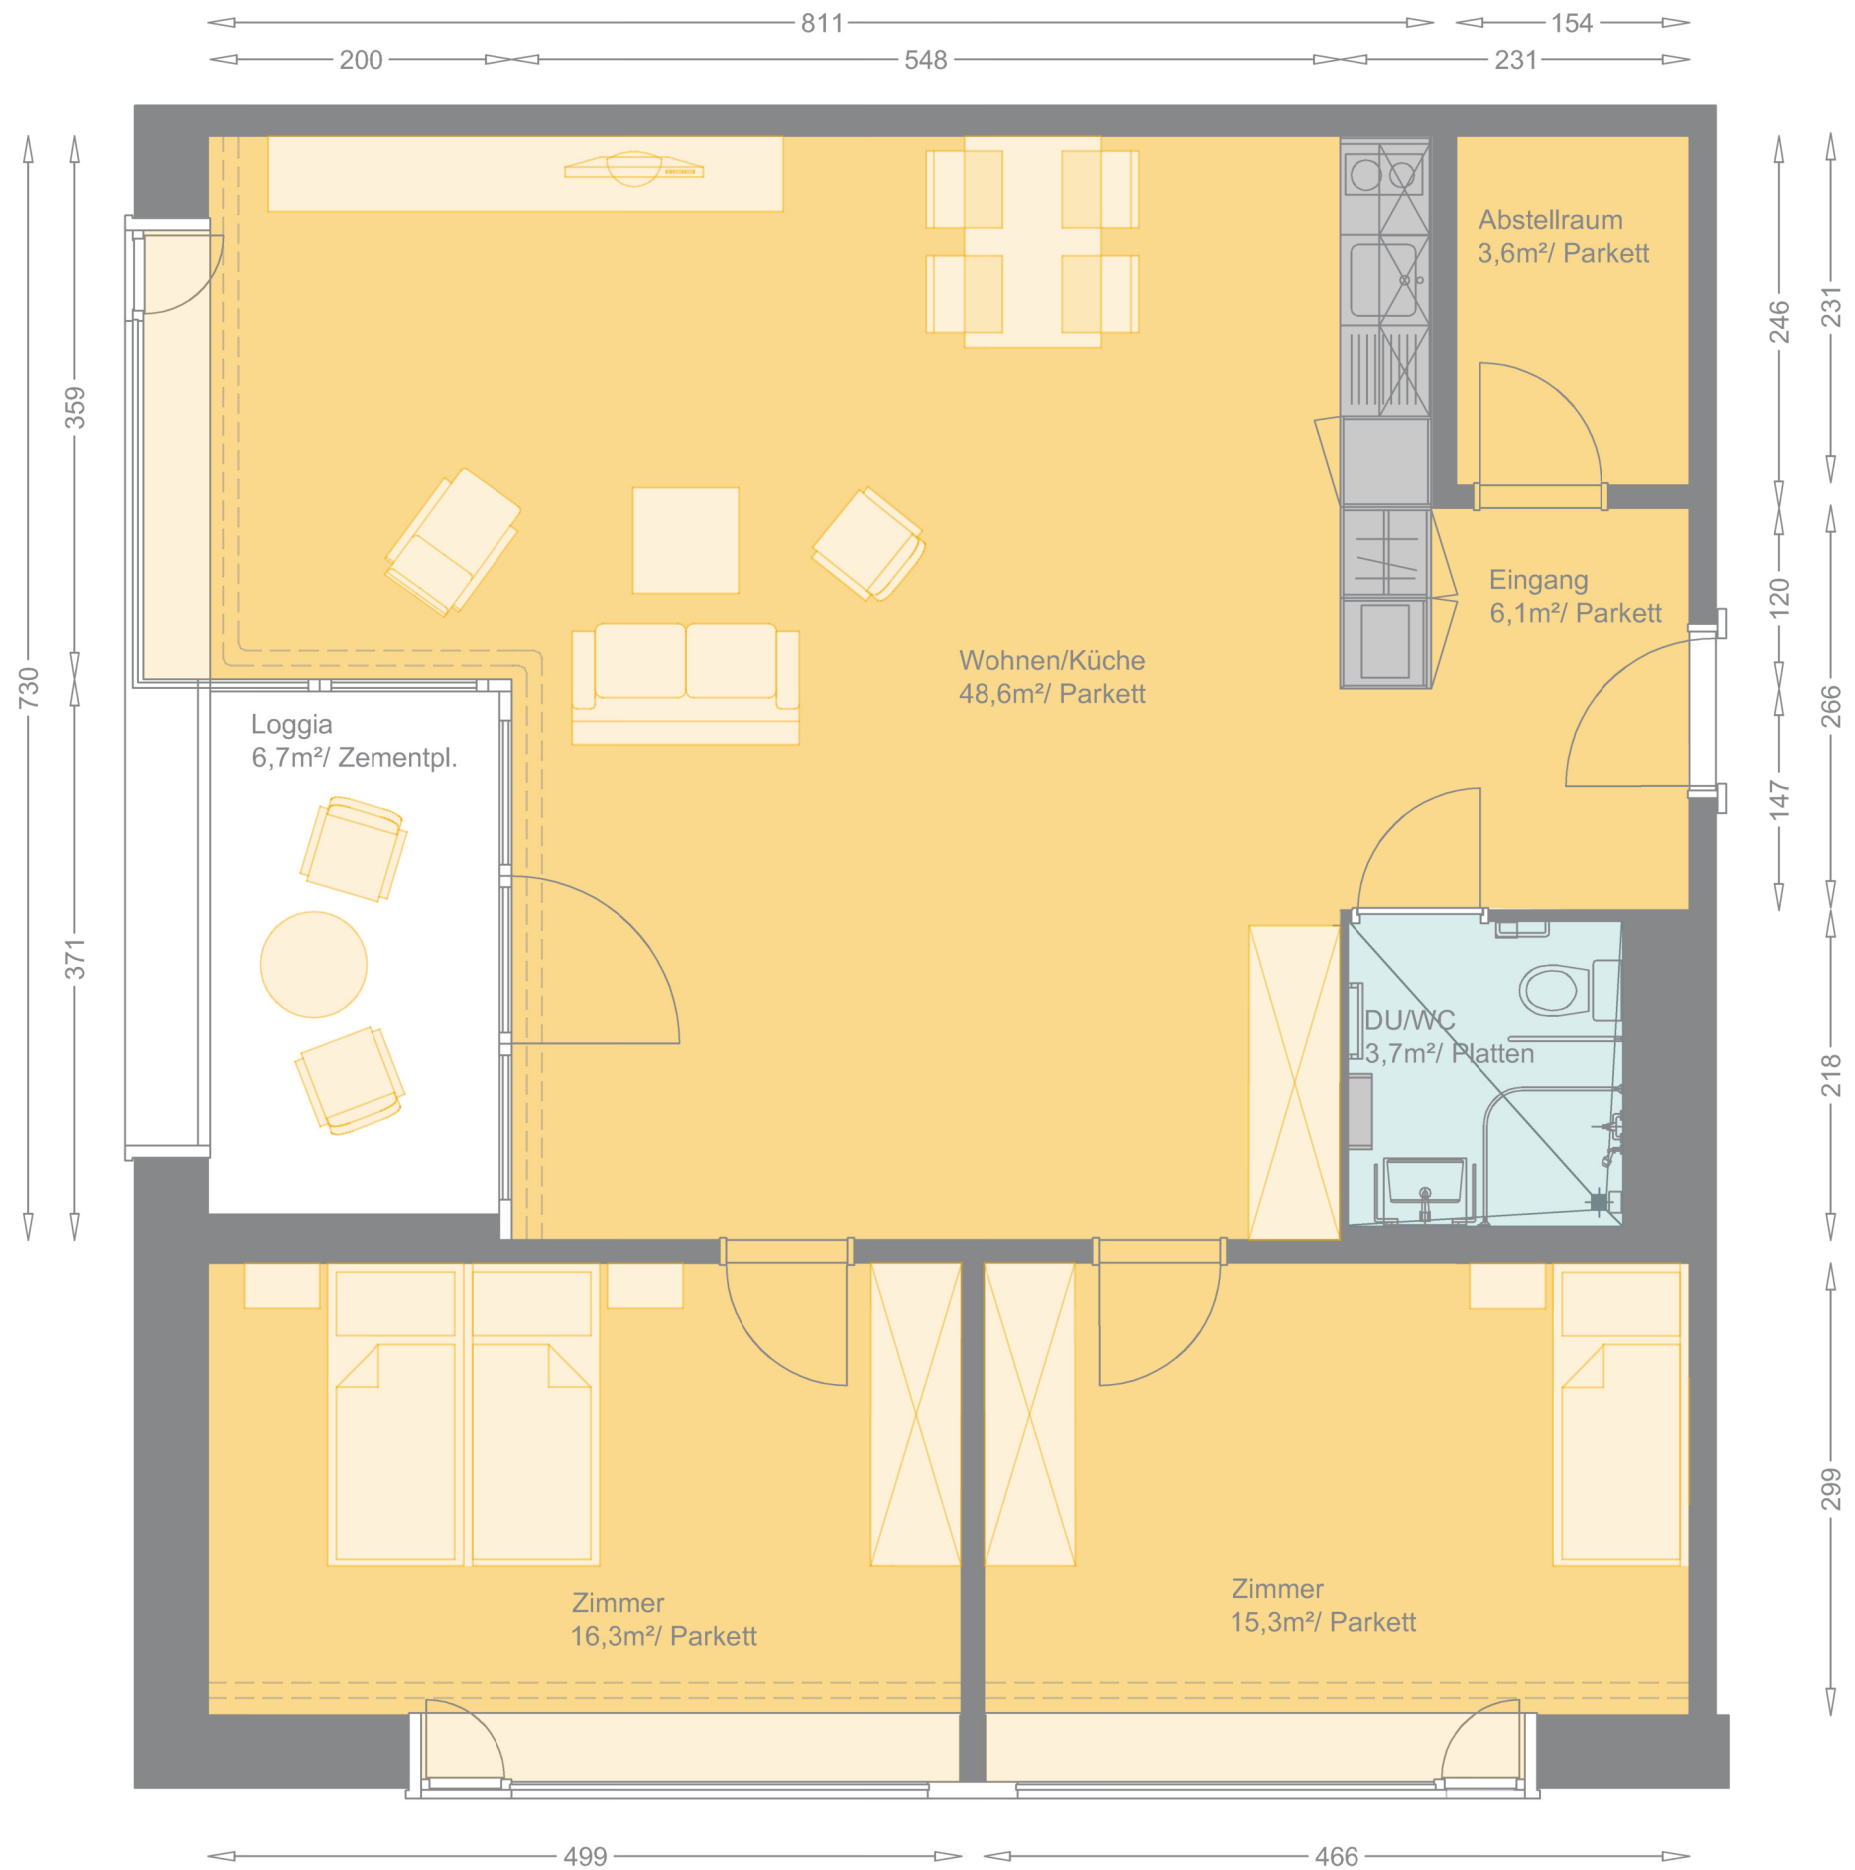 811
154
200
548
231
Abstellraum
3,6m²/ Parkett
246
231
359
Eingang
6,1m²/ Parkett
120
Wohnen/Küche
48,6m²/ Parkett
730
266
Loggia
6,7m²/ Zementpl.
147
371
DU/WC
3,7m²/ Platten
218
299
Zimmer
16,3m²/ Parkett
Zimmer
15,3m²/ Parkett
499
466